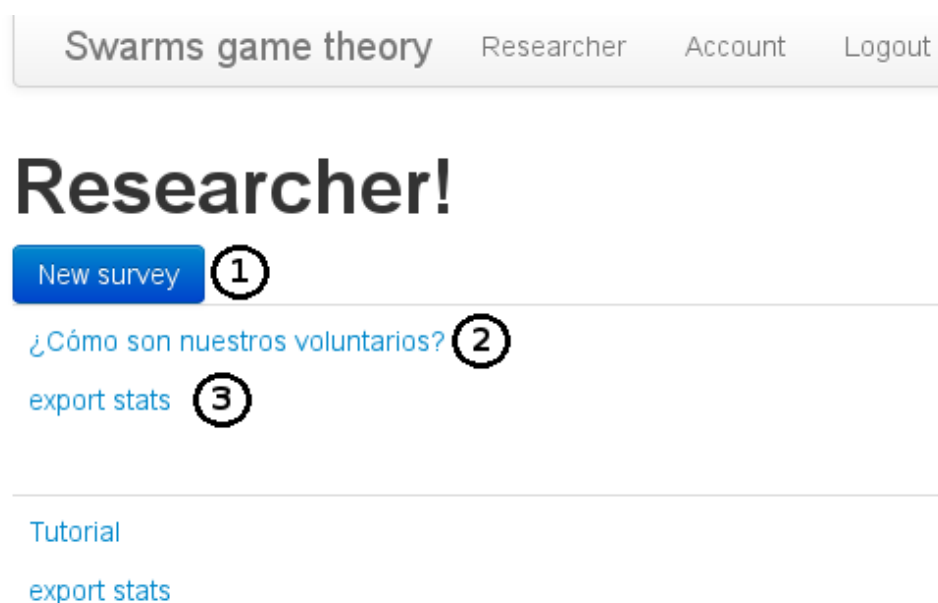 Swarms game theory Researcher Account Logout
Researcher!
New survey 1
¿Cómo son nuestros voluntarios? 2
export stats 3
Tutorial
export stats